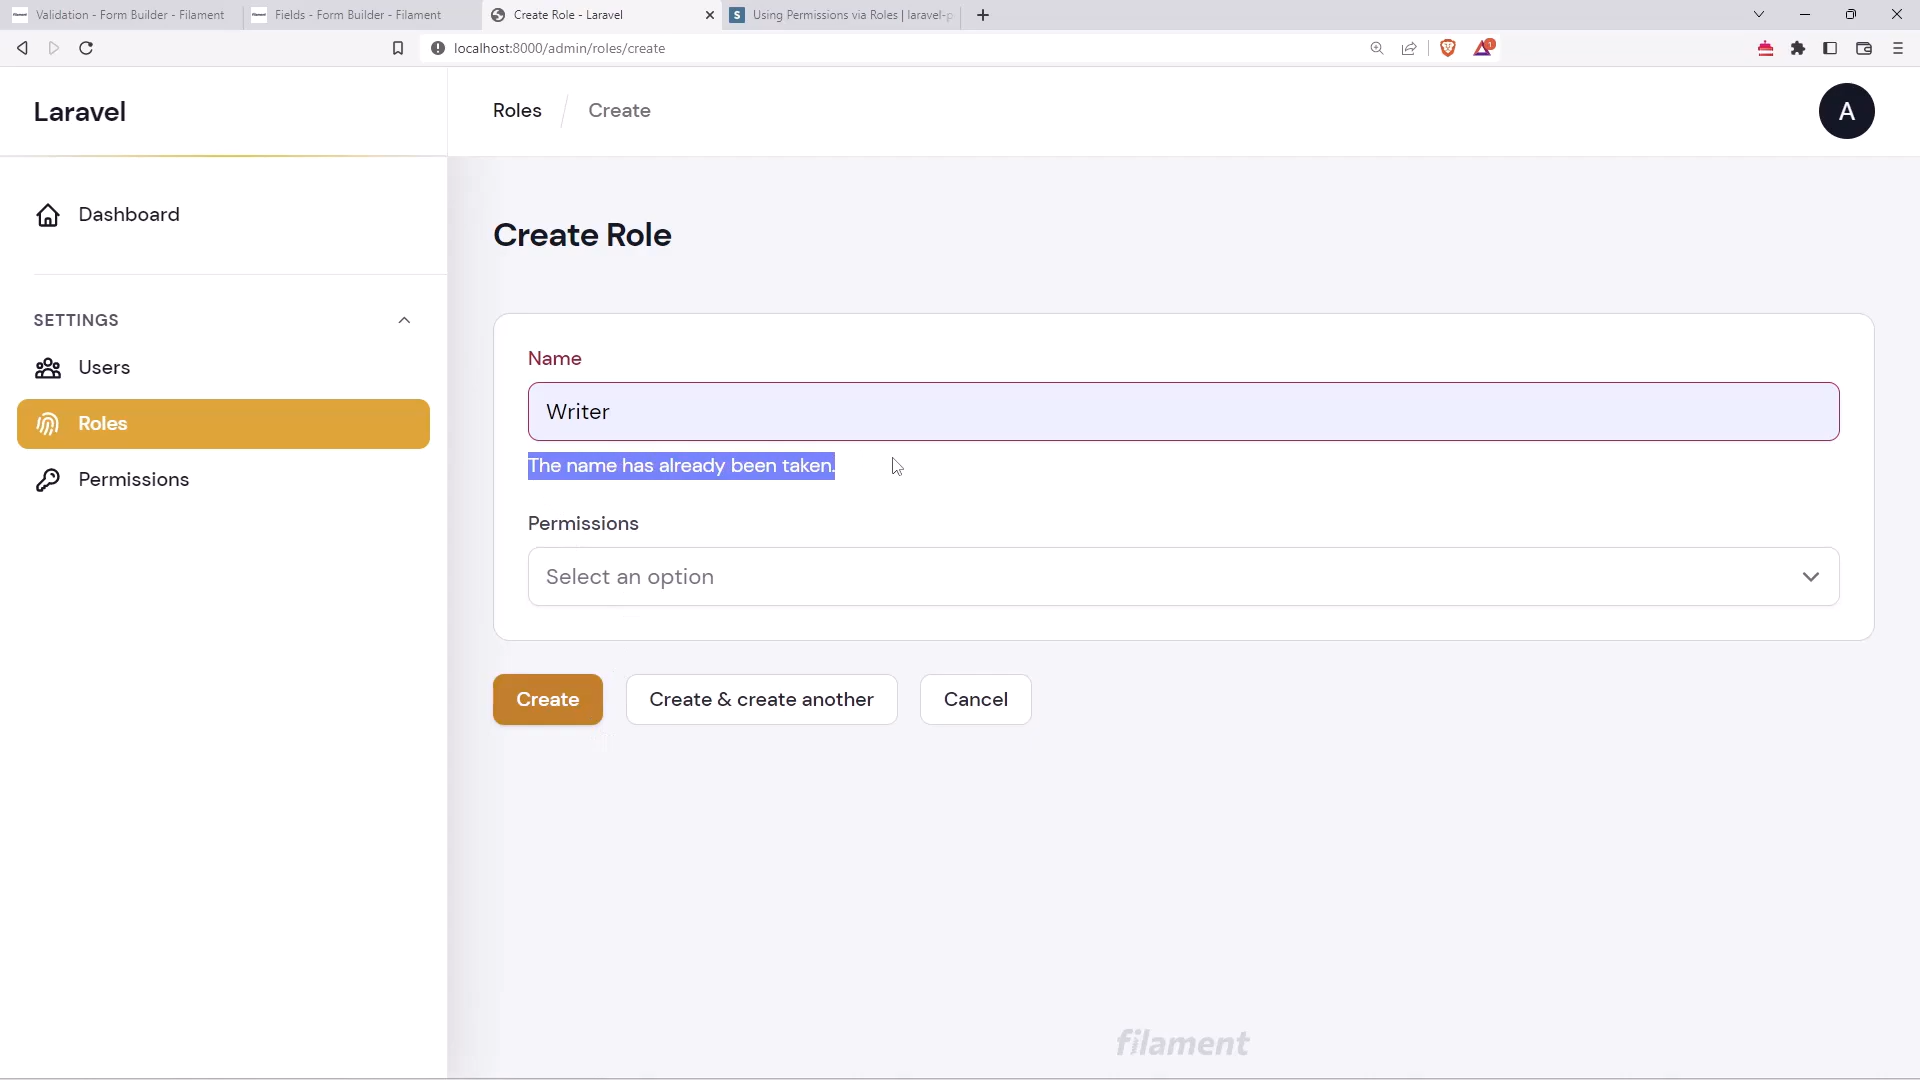 Validation - Form Builder - Filament
Fields - Form Builder - Filament
Create Role - Laravel
Using Permissions via Roles | laravel-p
localhost:8000/admin/roles/create
1
Laravel
Roles
Create
A
Dashboard
Create Role
SETTINGS
Users
Roles
Permissions
Name
Writer
The name has already been taken.
Permissions
Select an option
Create
Create & create another
Cancel
filament